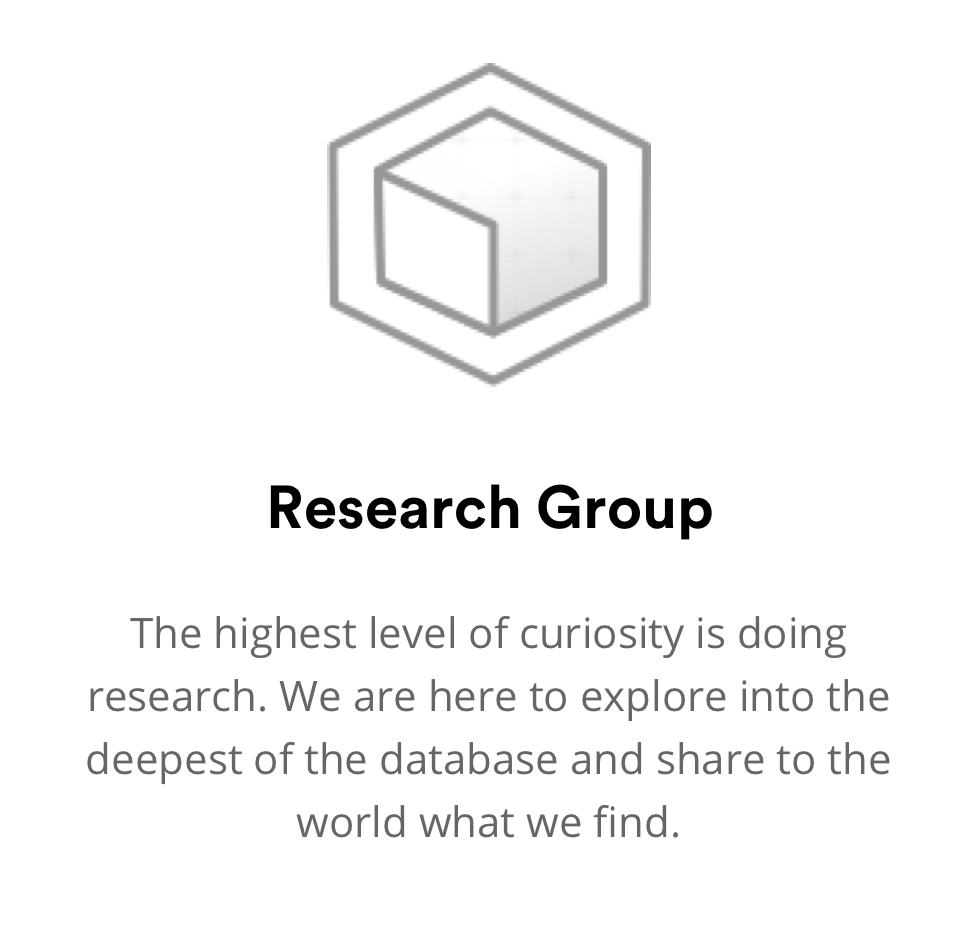 Research Group
The highest level of curiosity is doing
research. We are here to explore into the
deepest of the database and share to the
world what we find.